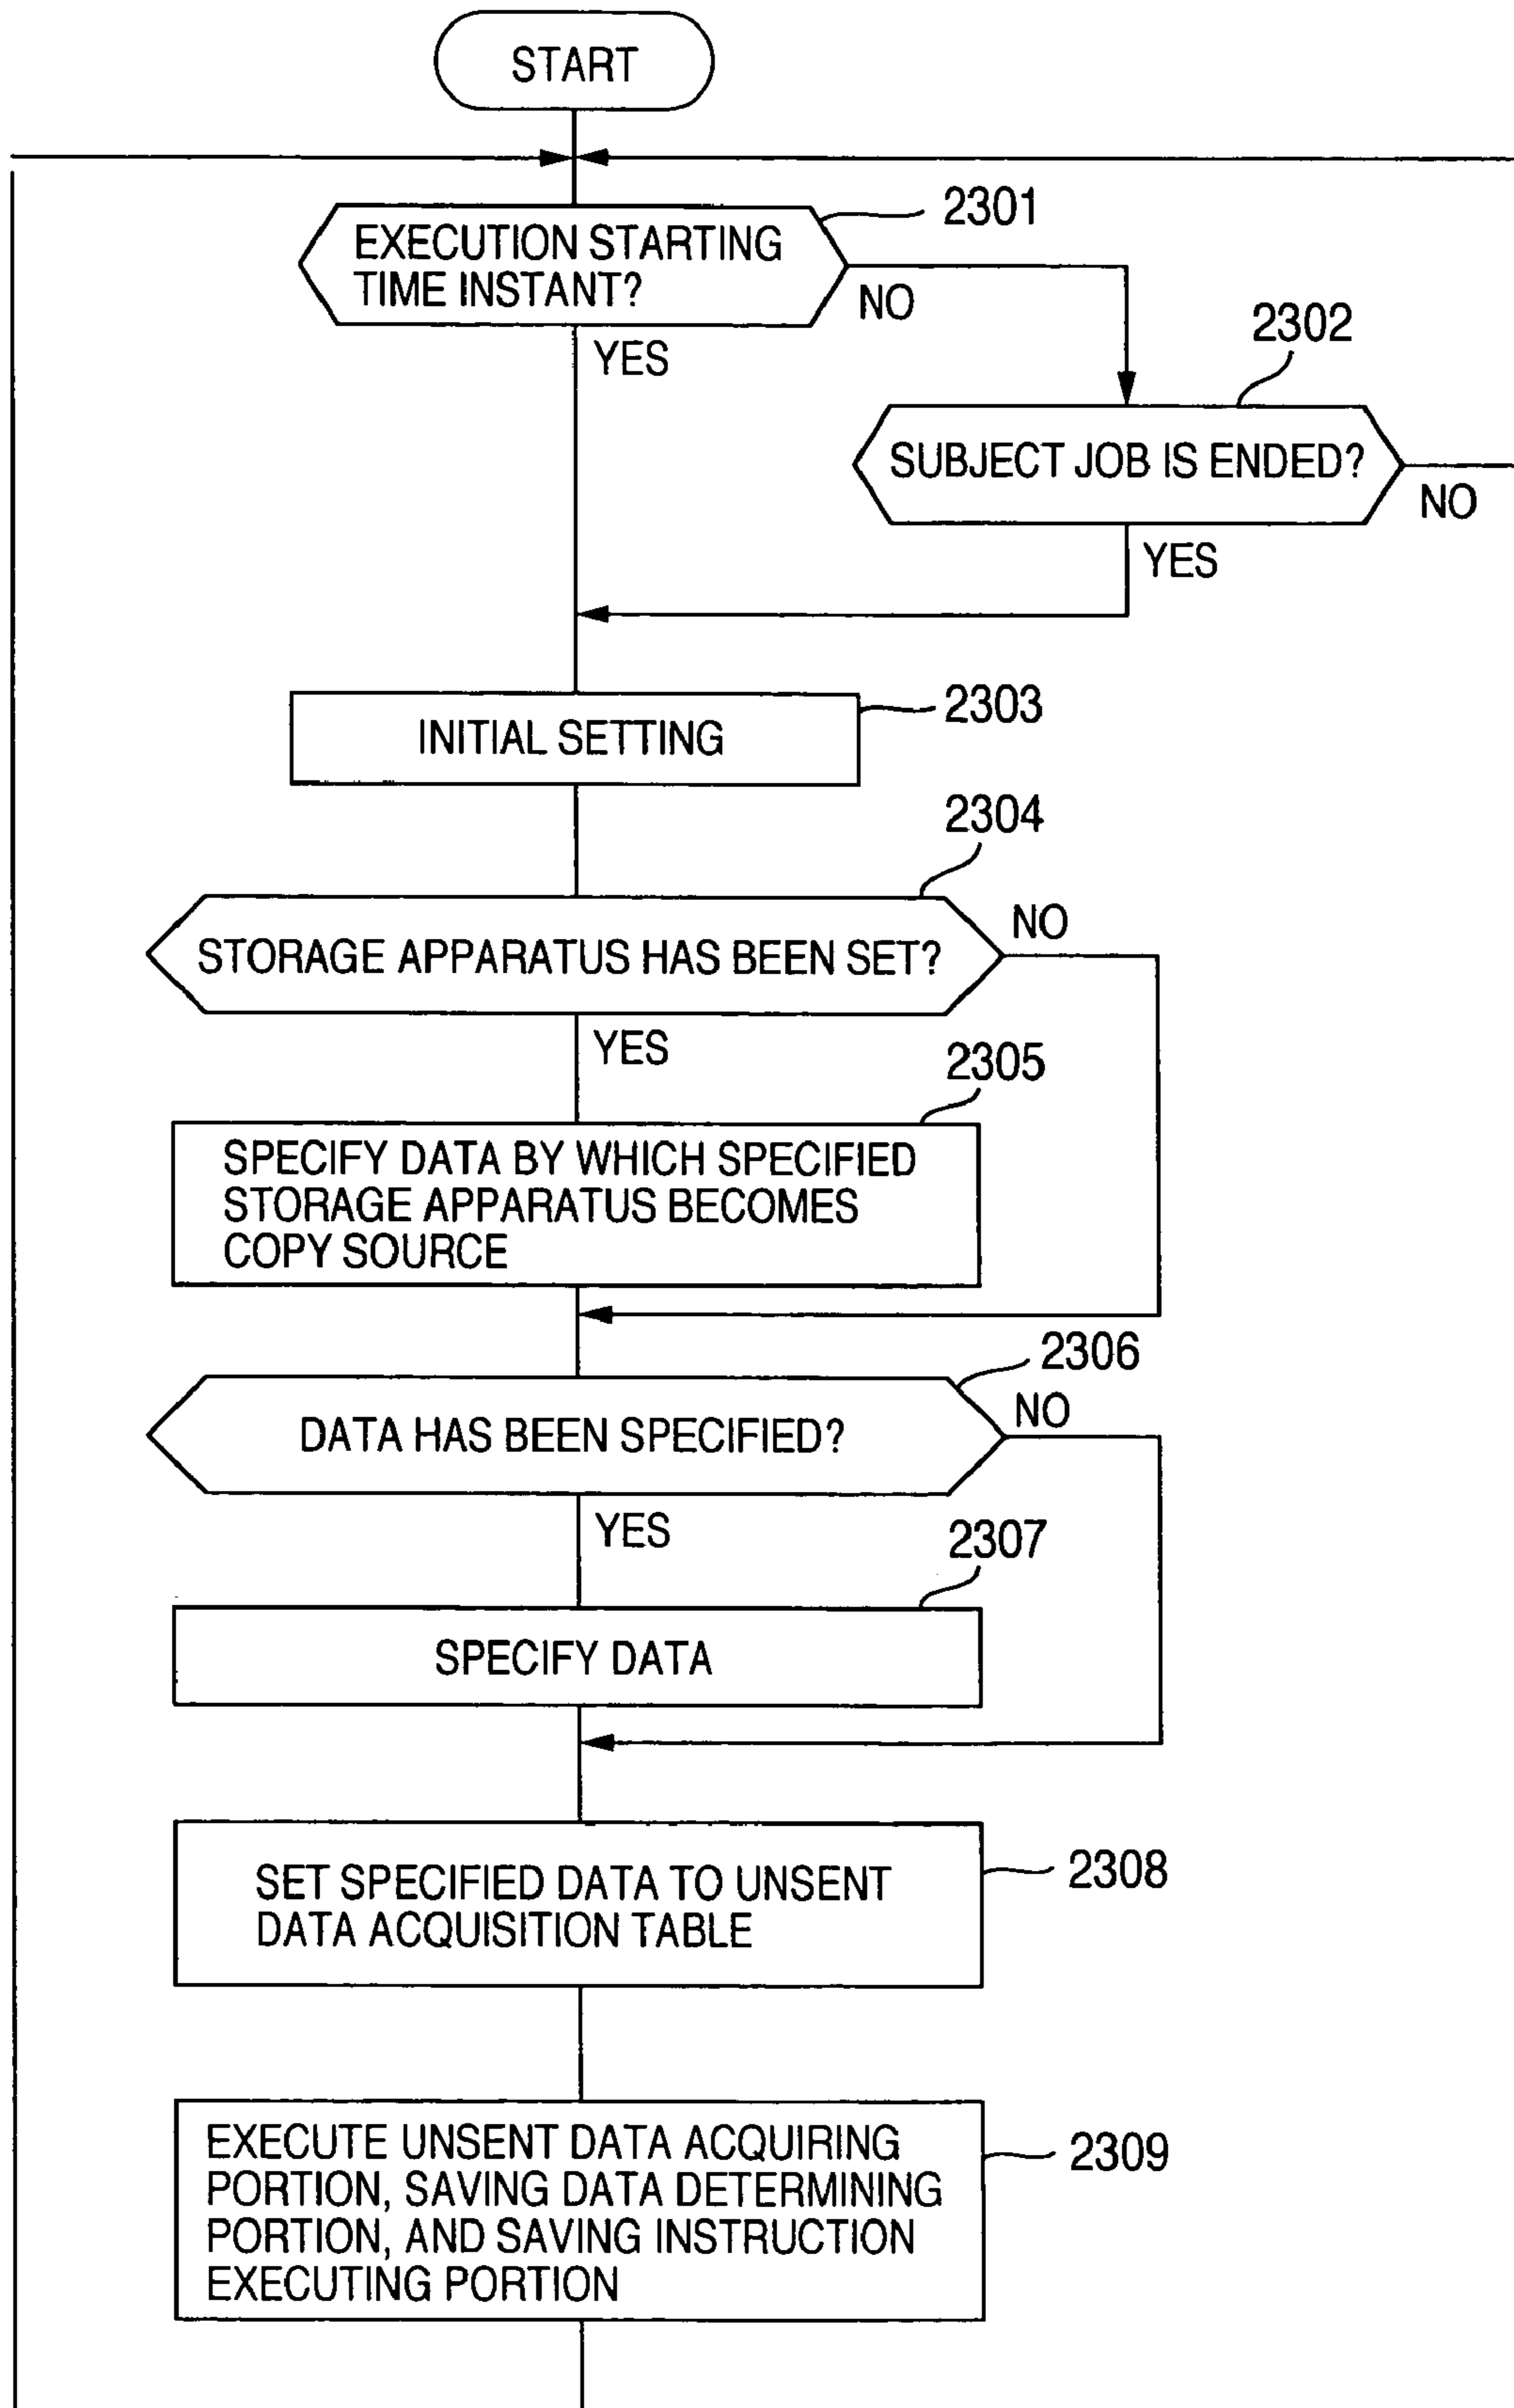 START
2301
EXECUTION STARTING
TIME INSTANT?
NO
YES
2302
SUBJECT JOB IS ENDED?
NO
YES
2303
INITIAL SETTING
2304
NO
STORAGE APPARATUS HAS BEEN SET?
YES
2305
SPECIFY DATA BY WHICH SPECIFIED
STORAGE APPARATUS BECOMES
COPY SOURCE
2306
NO
DATA HAS BEEN SPECIFIED?
YES
2307
SPECIFY DATA
2308
SET SPECIFIED DATA TO UNSENT
DATA ACQUISITION TABLE
2309
EXECUTE UNSENT DATA ACQUIRING
PORTION, SAVING DATA DETERMINING
PORTION, AND SAVING INSTRUCTION
EXECUTING PORTION